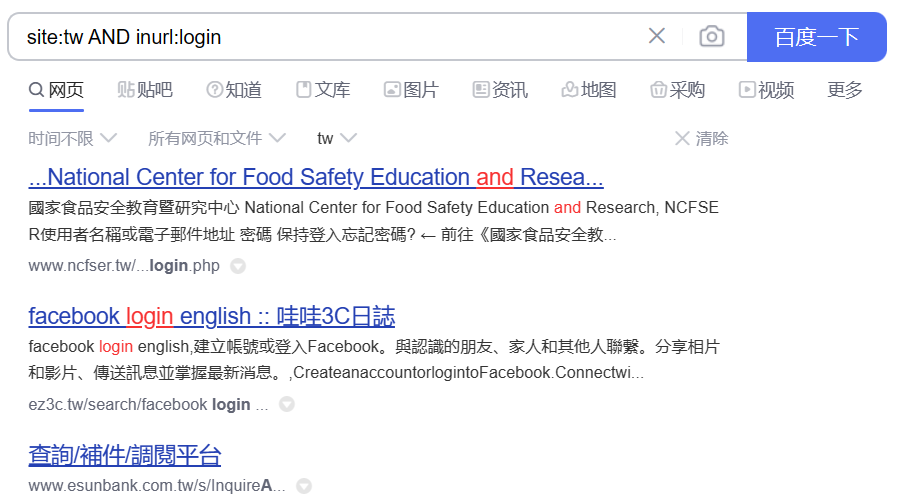 site:tw AND inurl:login
百度一下
网页 贴吧 知道 文库 图片 资讯 地图 采购 视频 更多
时间不限 所有网页和文件 tw 清除
...National Center for Food Safety Education and Resea...
國家食品安全教育暨研究中心 National Center for Food Safety Education and Research, NCFSE
R使用者名稱或電子郵件地址 密碼 保持登入忘記密碼? ← 前往《國家食品安全教...
www.ncfser.tw/...login.php
facebook login english :: 哇哇3C日誌
facebook login english,建立帳號或登入Facebook。與認識的朋友、家人和其他人聯繫。分享相片
和影片、傳送訊息並掌握最新消息。,CreateanaccountorlogintoFacebook.Connectwi...
ez3c.tw/search/facebook login ...
查詢/補件/調閱平台
www.esunbank.com.tw/s/InquireA...